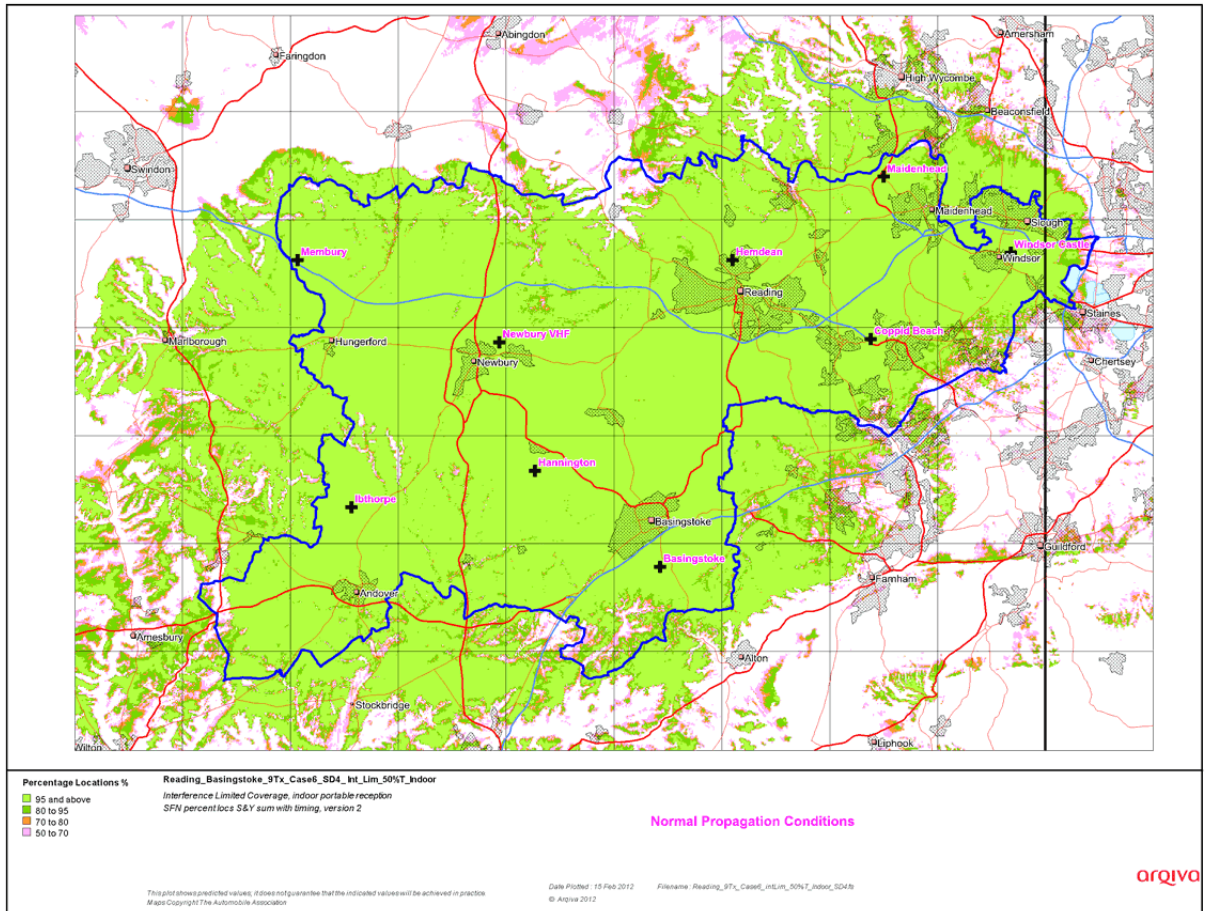 Abingdon
Amersham
Faringdon
High Wycombe
Beaconsfield
Swindon
Maidenhead
Maidenhead
Slough
Membury
Hemdean
Windsor Castle
Windsor
Reading
Staines
Marlborough
Hungerford
Newbury VHF
Coppid Beach
Newbury
Chertsey
Hannington
Ibthorpe
Basingstoke
Guildford
Basingstoke
Farnham
Andover
Amesbury
Alton
Stockbridge
Wilton
Liphook
Percentage Locations %
95 and above
80 to 95
70 to 80
50 to 70
Reading_Basingstoke_9Tx_Case6_SD4_Int_Lim_50%T_Indoor
Interference Limited Coverage, indoor portable reception
SFN percent locs S&Y sum with timing, version 2
Normal Propagation Conditions
This plot shows predicted values, it does not guarantee that the indicated values will be achieved in practice.
Maps Copyright The Automobile Association
Date Plotted : 15 Feb 2012
Filename : Reading_9Tx_Case6_intLim_50%T_Indoor_SD4.fts
© Arqiva 2012
arqiva